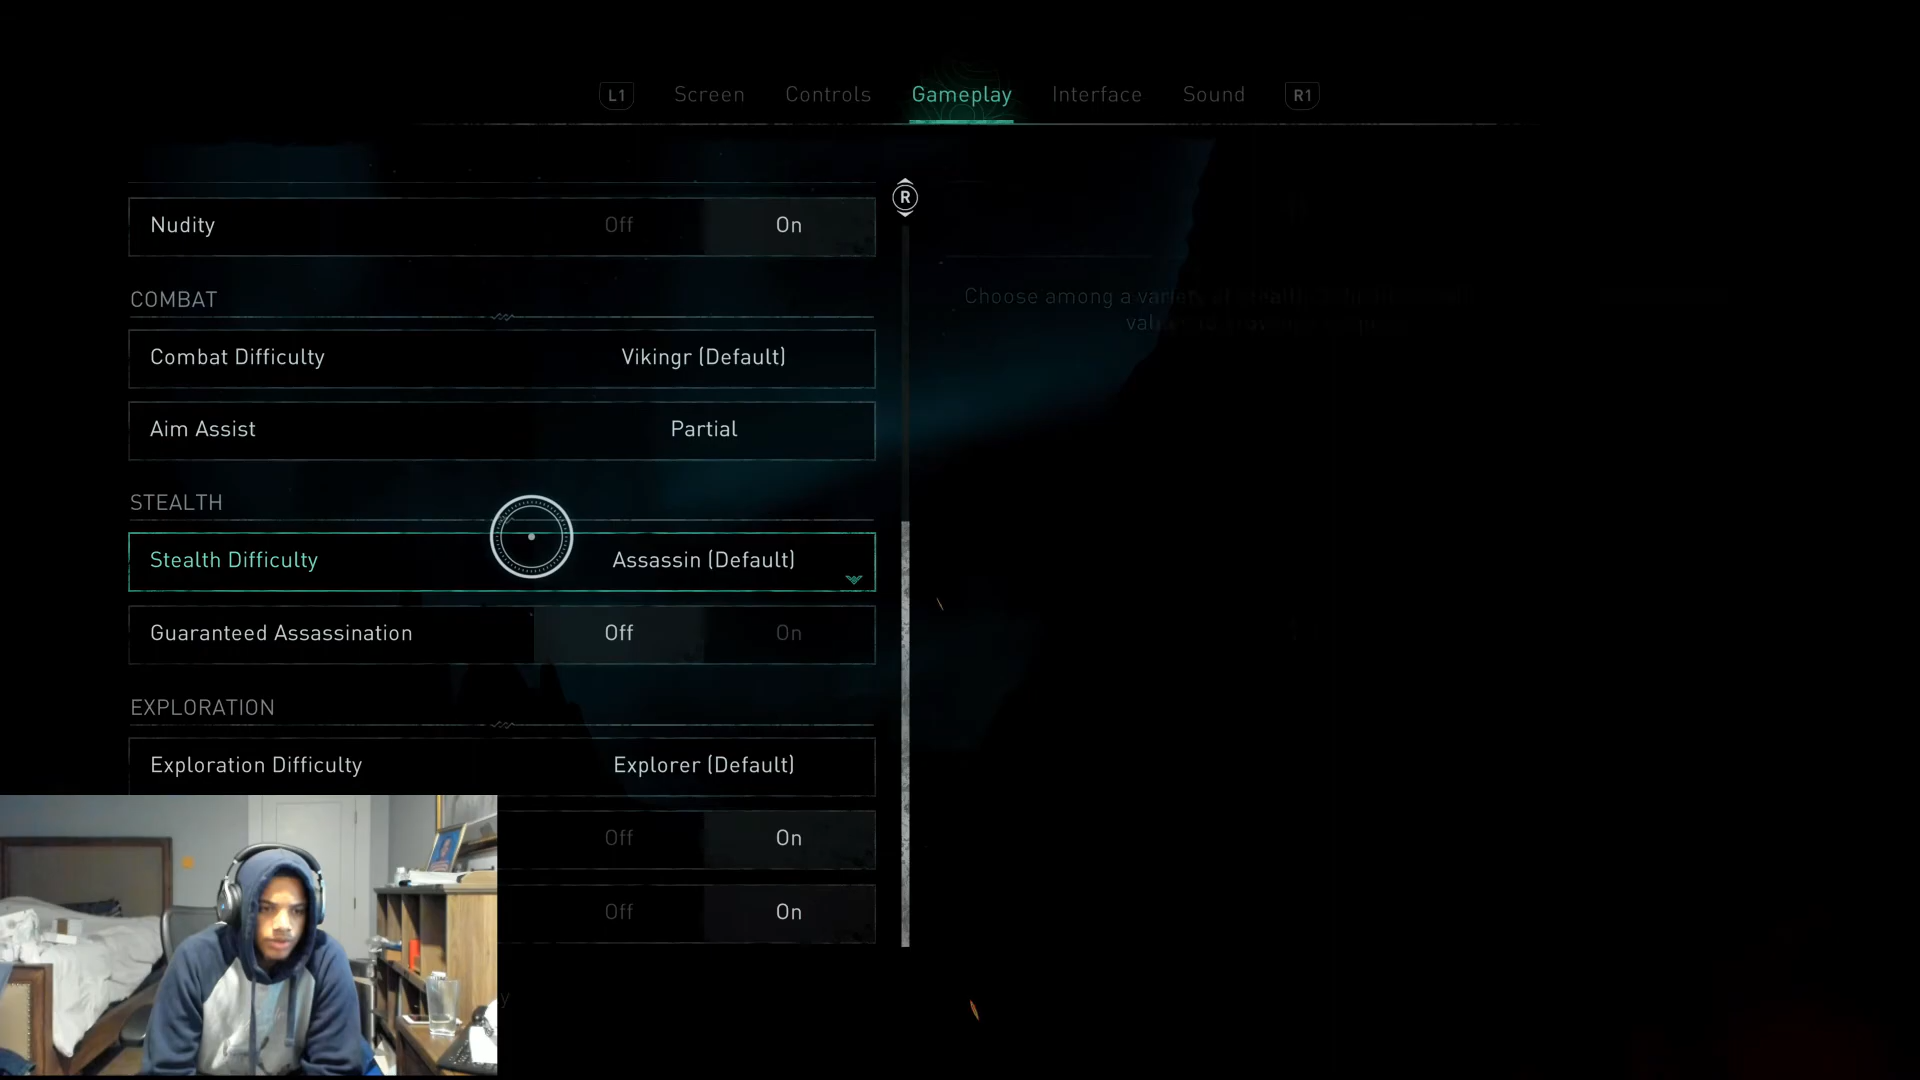 L1 Screen Controls Gameplay Interface Sound R1
R
Nudity Off On
COMBAT
Choose among a
Combat Difficulty Vikingr (Default)
Aim Assist Partial
STEALTH
Stealth Difficulty Assassin (Default)
Guaranteed Assassination Off On
EXPLORATION
Exploration Difficulty Explorer (Default)
Off On
Off On